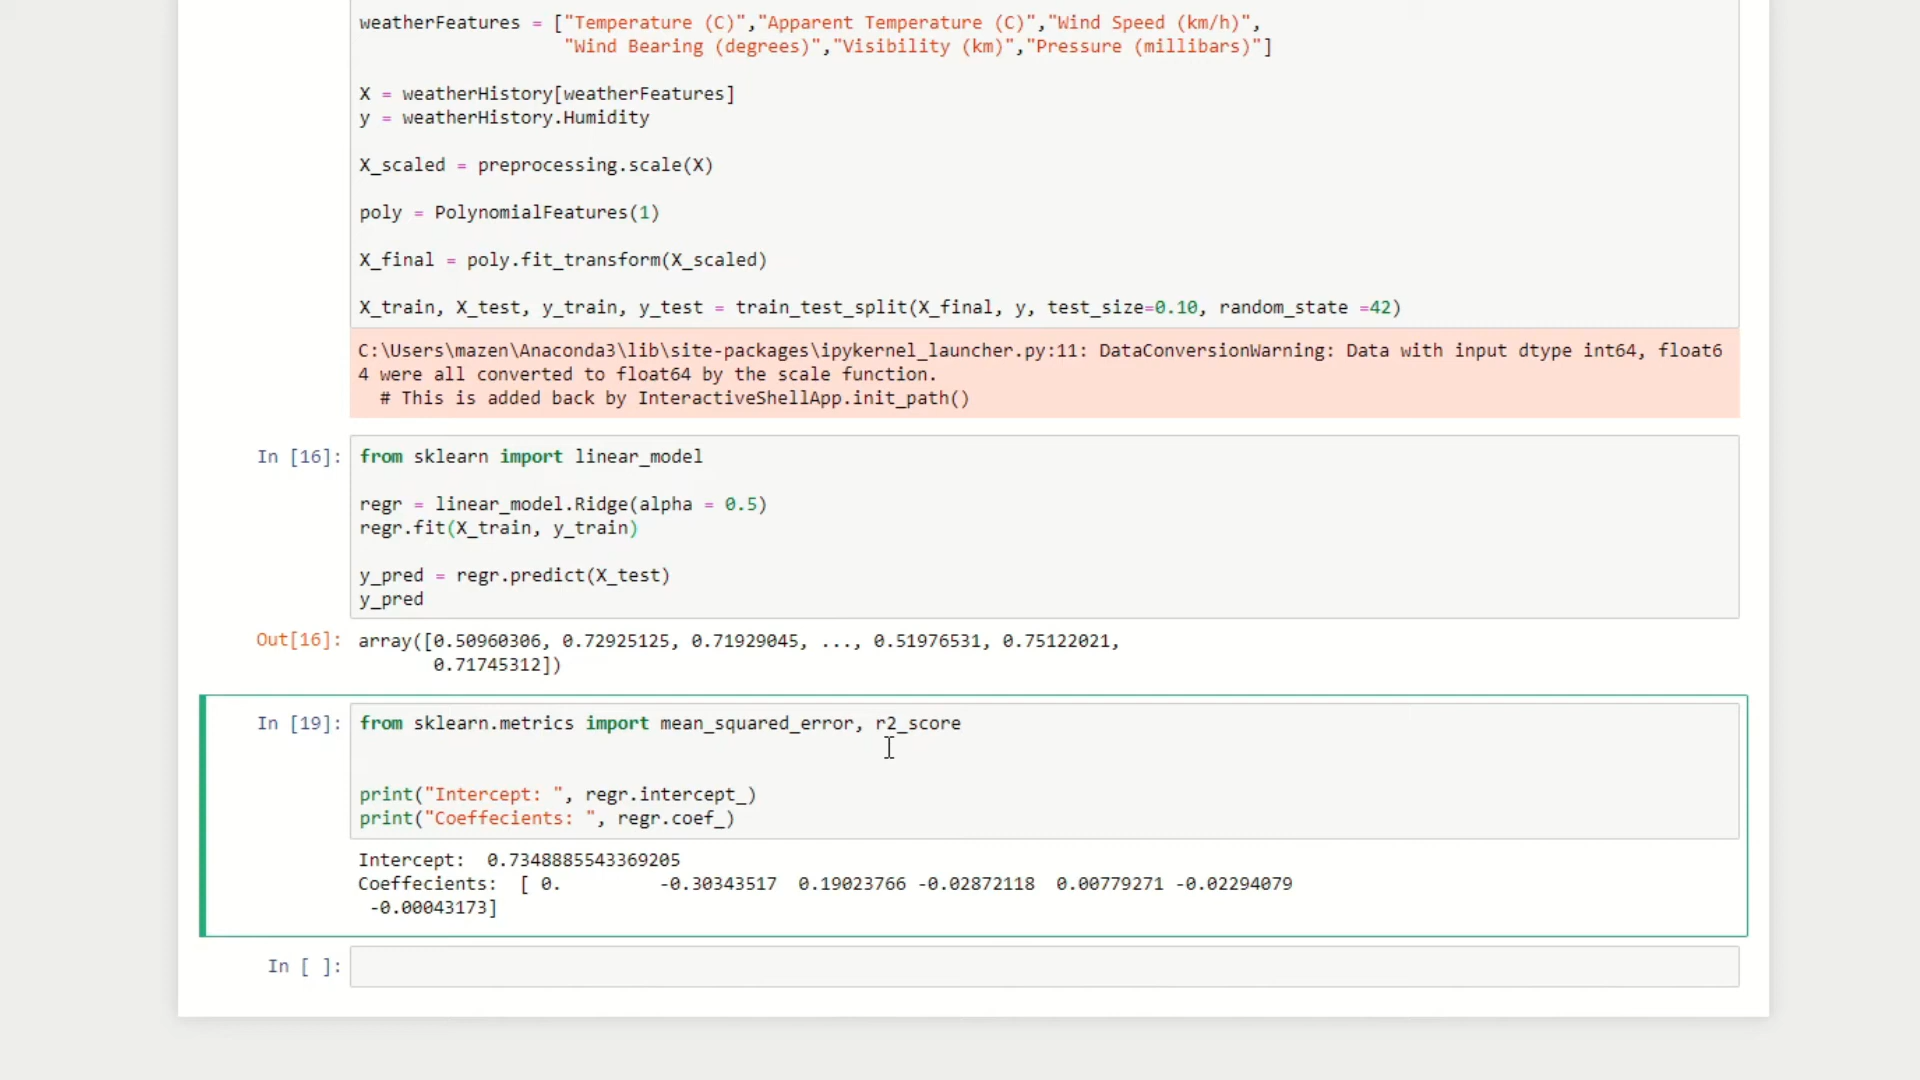 weatherFeatures = ["Temperature (C)","Apparent Temperature (C)","Wind Speed (km/h)",
"Wind Bearing (degrees)","Visibility (km)","Pressure (millibars)"]
X = weatherHistory[weatherFeatures]
y = weatherHistory.Humidity
X_scaled = preprocessing.scale(X)
poly = PolynomialFeatures(1)
X_final = poly.fit_transform(X_scaled)
X_train, X_test, y_train, y_test = train_test_split(X_final, y, test_size=0.10, random_state =42)
C:\Users\mazen\Anaconda3\lib\site-packages\ipykernel_launcher.py:11: DataConversionWarning: Data with input dtype int64, float6
4 were all converted to float64 by the scale function.
# This is added back by InteractiveShellApp.init_path()
In [16]: from sklearn import linear_model
regr = linear_model.Ridge(alpha = 0.5)
regr.fit(X_train, y_train)
y_pred = regr.predict(X_test)
y_pred
Out[16]: array([0.50960306, 0.72925125, 0.71929045, ..., 0.51976531, 0.75122021,
0.71745312])
In [19]: from sklearn.metrics import mean_squared_error, r2_score
print("Intercept: ", regr.intercept_)
print("Coeffecients: ", regr.coef_)
Intercept:  0.7348885543369205
Coeffecients:  [ 0.         -0.30343517  0.19023766 -0.02872118  0.00779271 -0.02294079
-0.00043173]
In [ ]: